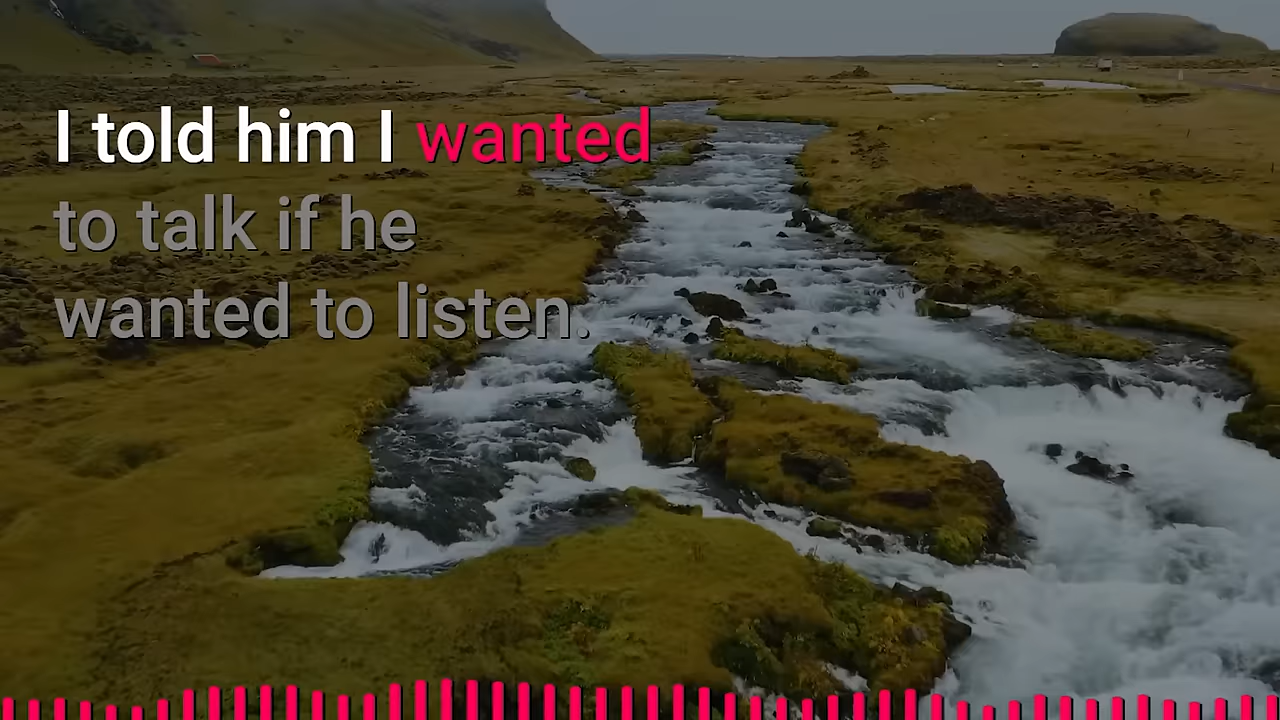 I told him I wanted
to talk if he
wanted to listen.